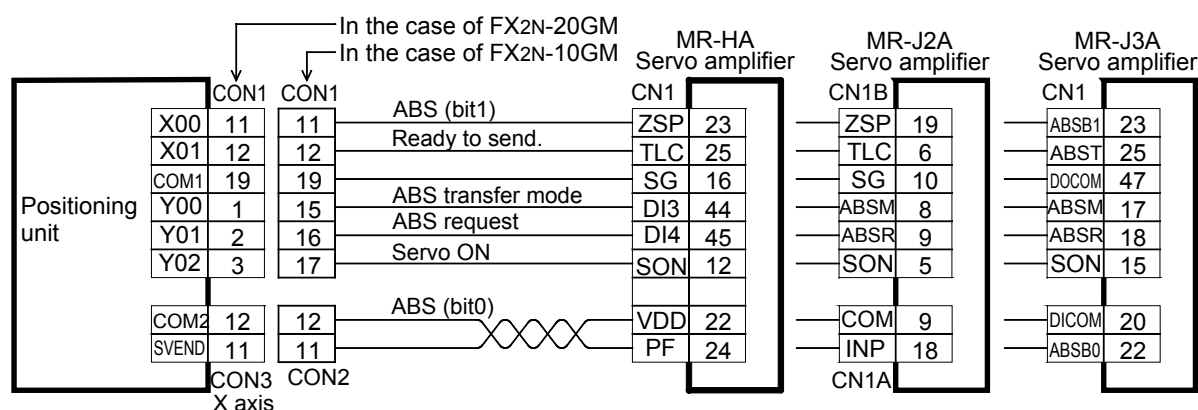 In the case of FX2N-20GM
In the case of FX2N-10GM
MR-HA
Servo amplifier
MR-J2A
Servo amplifier
MR-J3A
Servo amplifier
CON1 CON1 CN1 CN1B CN1
X00 11 11 ABS (bit1) ZSP 23 ZSP 19 ABSB1 23
X01 12 12 Ready to send. TLC 25 TLC 6 ABST 25
COM1 19 19 SG 16 SG 10 DOCOM 47
Positioning
unit
Y00 1 15 ABS transfer mode DI3 44 ABSM 8 ABSM 17
Y01 2 16 ABS request DI4 45 ABSR 9 ABSR 18
Y02 3 17 Servo ON SON 12 SON 5 SON 15
COM2 12 12 ABS (bit0) VDD 22 COM 9 DICOM 20
SVEND 11 11 PF 24 INP 18 ABSB0 22
CON3 CON2 CN1A
X axis